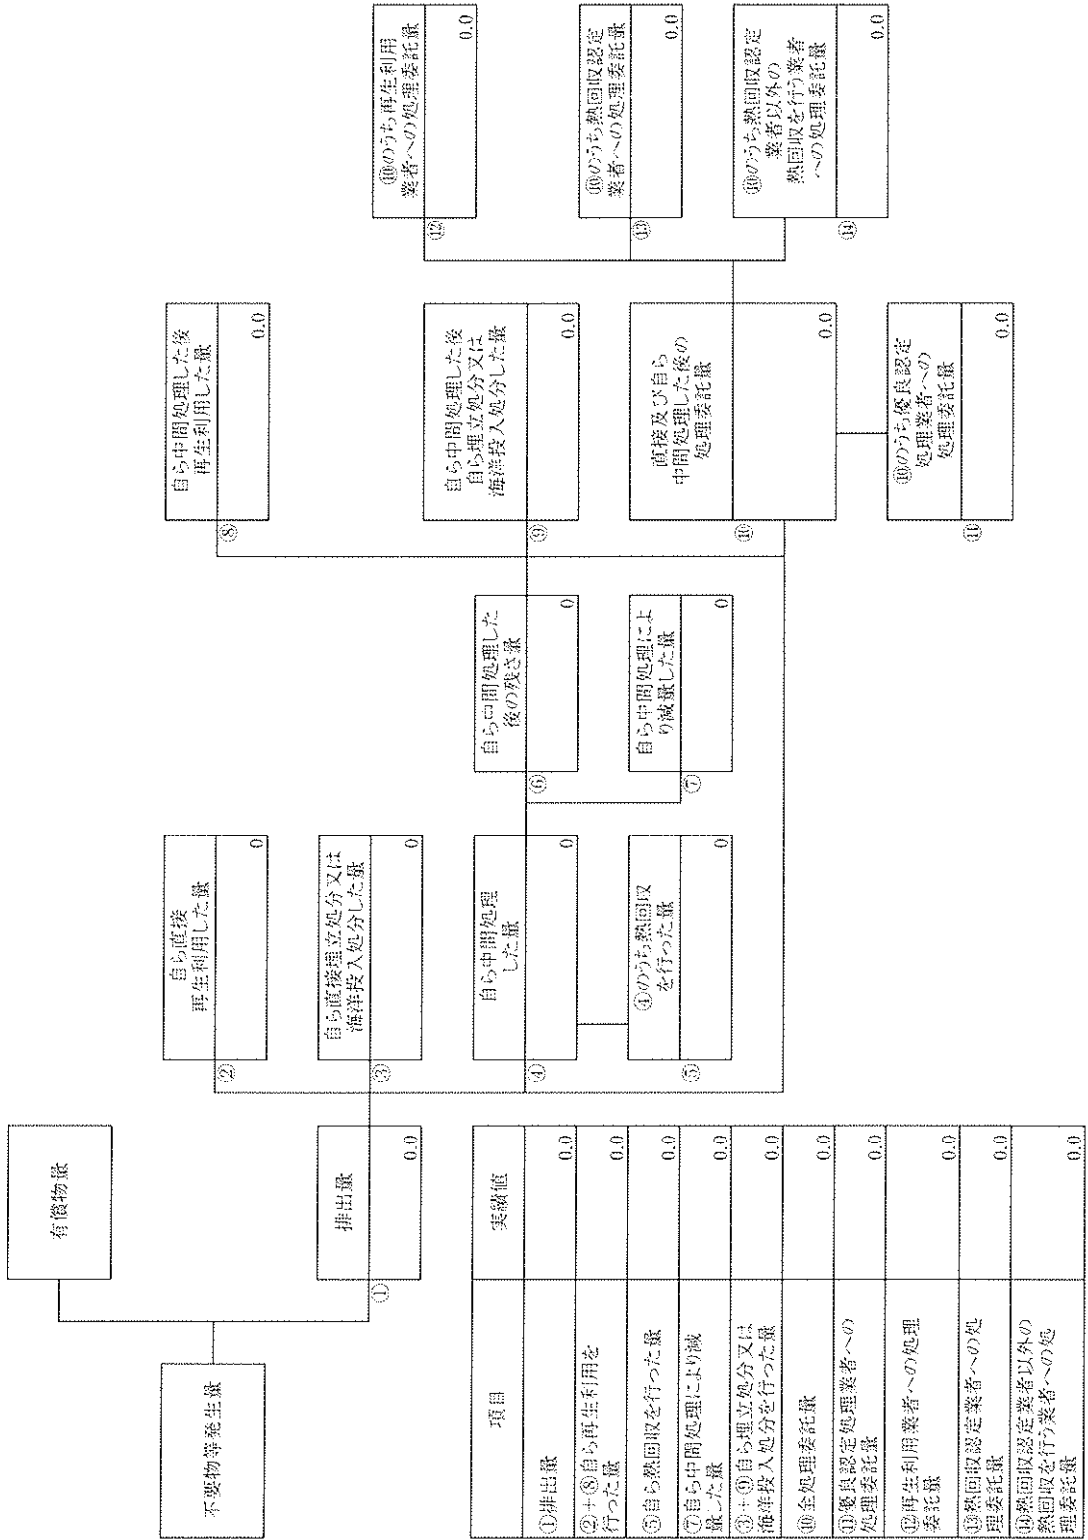 不要物等発生量
有償物量
排出量
①
0.0
自ら直接
再生利用した量
②
0
自ら直接埋立処分又は
海洋投入処分した量
③
0
自ら中間処理
した量
④
0
④のうち熱回収
を行った量
⑤
0
自ら中間処理した
後の残さ量
⑥
0
自ら中間処理によ
り減量した量
⑦
0
自ら中間処理した後
再生利用した量
⑧
0.0
自ら中間処理した後
自ら埋立処分又は
海洋投入処分した量
⑨
0.0
直接及び自ら
中間処理した後の
処理委託量
⑩
0.0
⑩のうち優良認定
処理業者への
処理委託量
⑪
0.0
⑩のうち再生利用
業者への処理委託量
⑫
0.0
⑩のうち熱回収認定
業者への処理委託量
⑬
0.0
⑩のうち熱回収認定
業者以外の
熱回収を行う業者
への処理委託量
⑭
0.0
項目
実績値
①排出量
0.0
②+⑧自ら再生利用を
行った量
0.0
⑤自ら熱回収を行った量
0.0
⑦自ら中間処理により減
量した量
0.0
③+⑨自ら埋立処分又は
海洋投入処分を行った量
0.0
⑩全処理委託量
0.0
⑪優良認定処理業者への
処理委託量
0.0
⑫再生利用業者への処理
委託量
0.0
⑬熱回収認定業者への処
理委託量
0.0
⑭熱回収認定業者以外の
熱回収を行う業者への処
理委託量
0.0